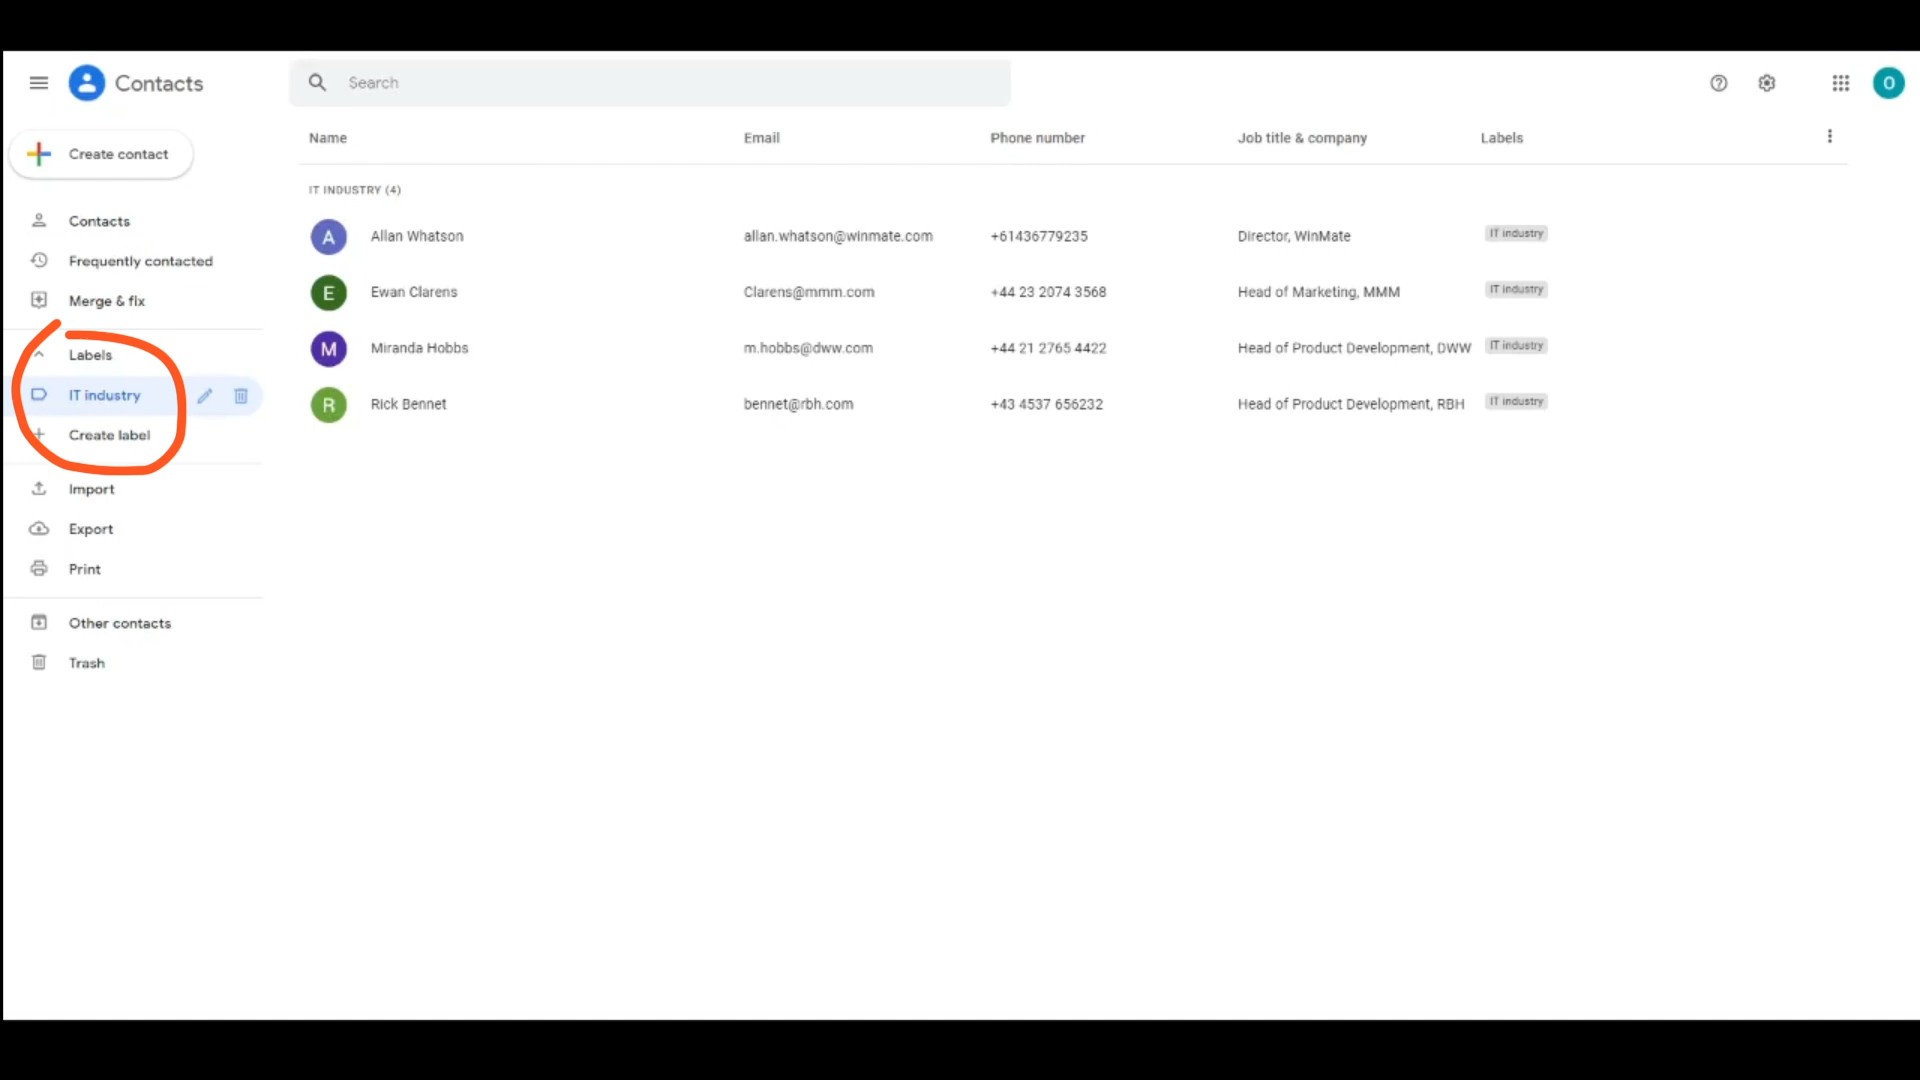 Contacts
Search
O
Create contact
Name Email Phone number Job title & company Labels
IT INDUSTRY (4)
Contacts
A Allan Whatson allan.whatson@winmate.com +61436779235 Director, WinMate IT industry
Frequently contacted
E Ewan Clarens Clarens@mmm.com +44 23 2074 3568 Head of Marketing, MMM IT industry
Merge & fix
M Miranda Hobbs m.hobbs@dww.com +44 21 2765 4422 Head of Product Development, DWW IT industry
Labels
IT industry
R Rick Bennet bennet@rbh.com +43 4537 656232 Head of Product Development, RBH IT industry
Create label
Import
Export
Print
Other contacts
Trash